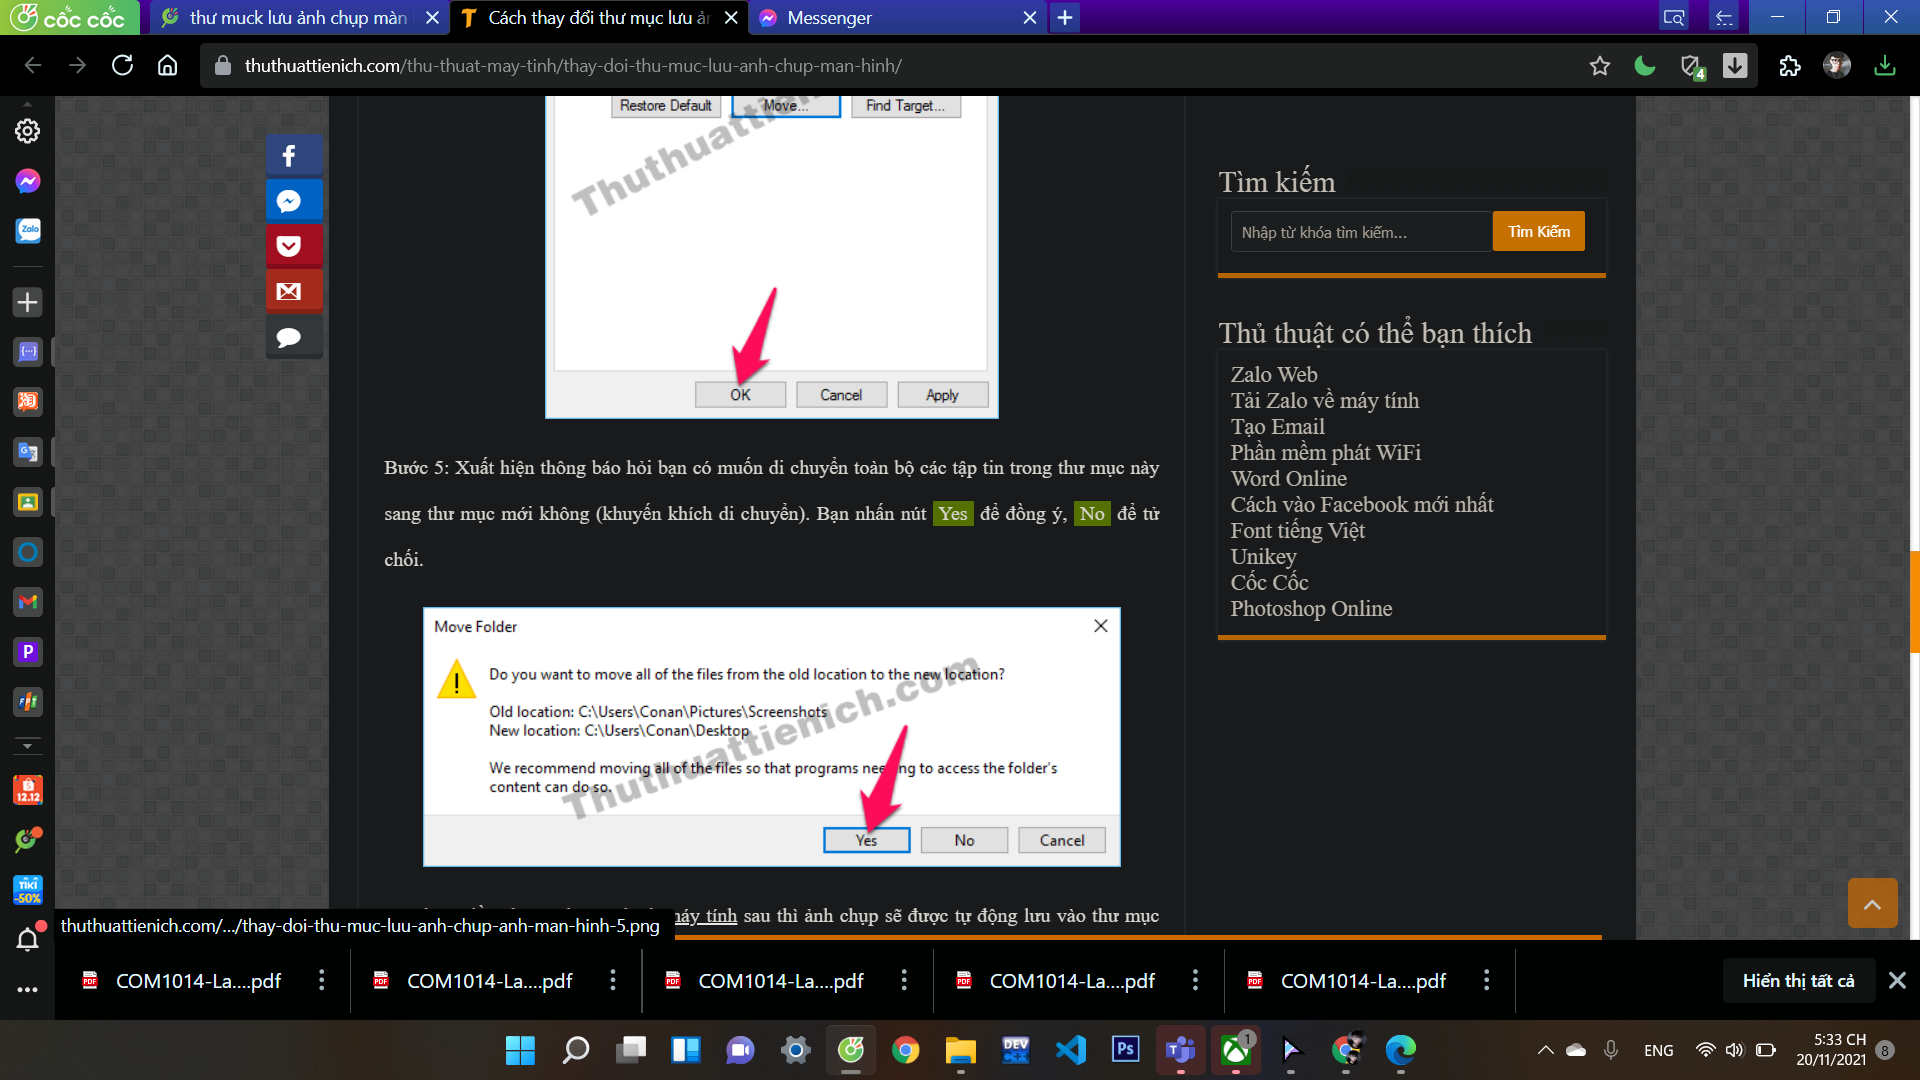 cốc cốc
thư muck lưu ảnh chụp màn
Cách thay đổi thư mục lưu ản
Messenger
thuthuattienich.com/thu-thuat-may-tinh/thay-doi-thu-muc-luu-anh-chup-man-hinh/
4
Zalo
Restore Default
Move...
Find Target...
Thuthuattie
OK
Cancel
Apply
Tìm kiếm
Nhập từ khóa tìm kiếm...
Tìm Kiếm
Thủ thuật có thể bạn thích
Zalo Web
Tải Zalo về máy tính
Tạo Email
Phần mềm phát WiFi
Word Online
Cách vào Facebook mới nhất
Font tiếng Việt
Unikey
Cốc Cốc
Photoshop Online
Bước 5: Xuất hiện thông báo hỏi bạn có muốn di chuyển toàn bộ các tập tin trong thư mục này
sang thư mục mới không (khuyến khích di chuyển). Bạn nhấn nút Yes để đồng ý, No để từ
chối.
Move Folder
Do you want to move all of the files from the old location to the new location?
Old location: C:\Users\Conan\Pictures\Screenshots
New location: C:\Users\Conan\Desktop
We recommend moving all of the files so that programs needing to access the folder's
content can do so.
Thuthuattienich.com
Yes
No
Cancel
máy tính sau thì ảnh chụp sẽ được tự động lưu vào thư mục
thuthuattienich.com/.../thay-doi-thu-muc-luu-anh-chup-anh-man-hinh-5.png
12.12
TIKI
-50%
COM1014-La....pdf
COM1014-La....pdf
COM1014-La....pdf
COM1014-La....pdf
COM1014-La....pdf
Hiển thị tất cả
DEV
Ps
1
ENG
5:33 CH
20/11/2021
8